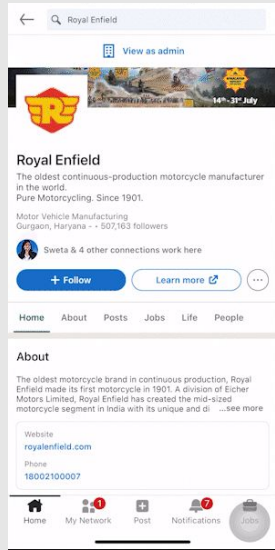 Royal Enfield
View as admin
14th - 31st July
Royal Enfield
The oldest continuous-production motorcycle manufacturer
in the world.
Pure Motorcycling. Since 1901.
Motor Vehicle Manufacturing
Gurgaon, Haryana - - 507,163 followers
Sweta & 4 other connections work here
+ Follow
Learn more
Home About Posts Jobs Life People
About
The oldest motorcycle brand in continuous production, Royal
Enfield made its first motorcycle in 1901. A division of Eicher
Motors Limited, Royal Enfield has created the mid-sized
motorcycle segment in India with its unique and di ...see more
Website
royalenfield.com
Phone
18002100007
1 7
Home My Network Post Notifications Jobs